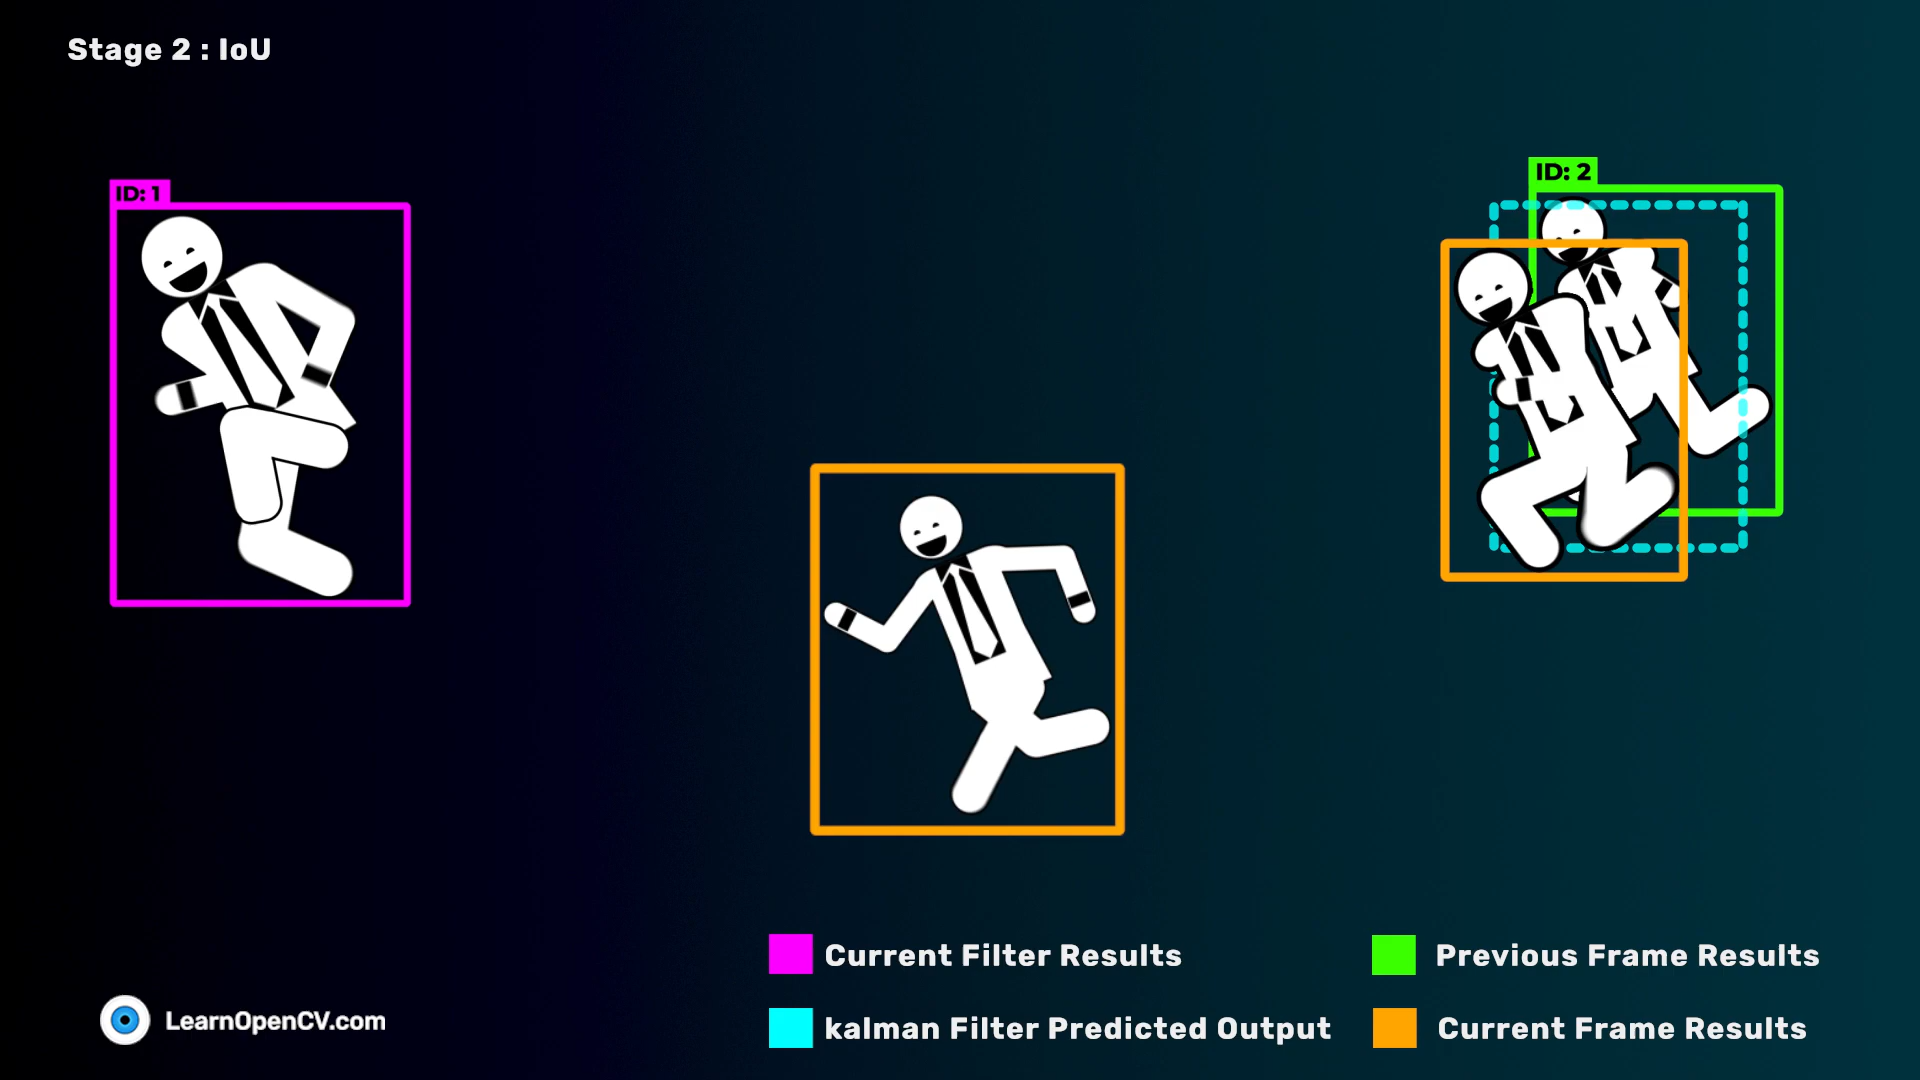 Stage 2 : IoU
ID: 1
ID: 2
Current Filter Results
Previous Frame Results
kalman Filter Predicted Output
Current Frame Results
LearnOpenCV.com